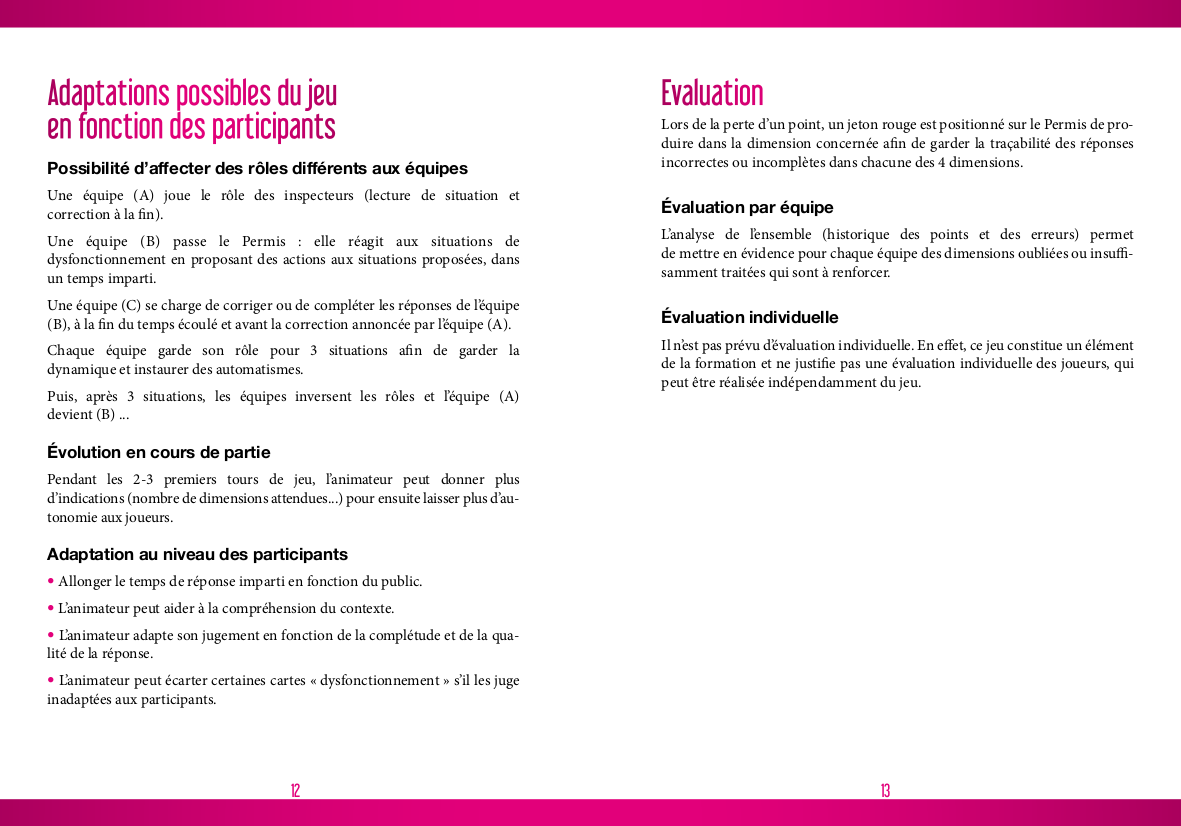 Adaptations possibles du jeu
en fonction des participants
Possibilité d'affecter des rôles différents aux équipes
Une équipe (A) joue le rôle des inspecteurs (lecture de situation et
correction à la fin).
Une équipe (B) passe le Permis : elle réagit aux situations de
dysfonctionnement en proposant des actions aux situations proposées, dans
un temps imparti.
Une équipe (C) se charge de corriger ou de compléter les réponses de l'équipe
(B), à la fin du temps écoulé et avant la correction annoncée par l'équipe (A).
Chaque équipe garde son rôle pour 3 situations afin de garder la
dynamique et instaurer des automatismes.
Puis, après 3 situations, les équipes inversent les rôles et l'équipe (A)
devient (B) ...
Évolution en cours de partie
Pendant les 2-3 premiers tours de jeu, l'animateur peut donner plus
d'indications (nombre de dimensions attendues...) pour ensuite laisser plus d'au-
tonomie aux joueurs.
Adaptation au niveau des participants
• Allonger le temps de réponse imparti en fonction du public.
• L'animateur peut aider à la compréhension du contexte.
• L'animateur adapte son jugement en fonction de la complétude et de la qua-
lité de la réponse.
• L'animateur peut écarter certaines cartes « dysfonctionnement » s'il les juge
inadaptées aux participants.
12
Evaluation
Lors de la perte d'un point, un jeton rouge est positionné sur le Permis de pro-
duire dans la dimension concernée afin de garder la traçabilité des réponses
incorrectes ou incomplètes dans chacune des 4 dimensions.
Évaluation par équipe
L'analyse de l'ensemble (historique des points et des erreurs) permet
de mettre en évidence pour chaque équipe des dimensions oubliées ou insuffi-
samment traitées qui sont à renforcer.
Évaluation individuelle
Il n'est pas prévu d'évaluation individuelle. En effet, ce jeu constitue un élément
de la formation et ne justifie pas une évaluation individuelle des joueurs, qui
peut être réalisée indépendamment du jeu.
13